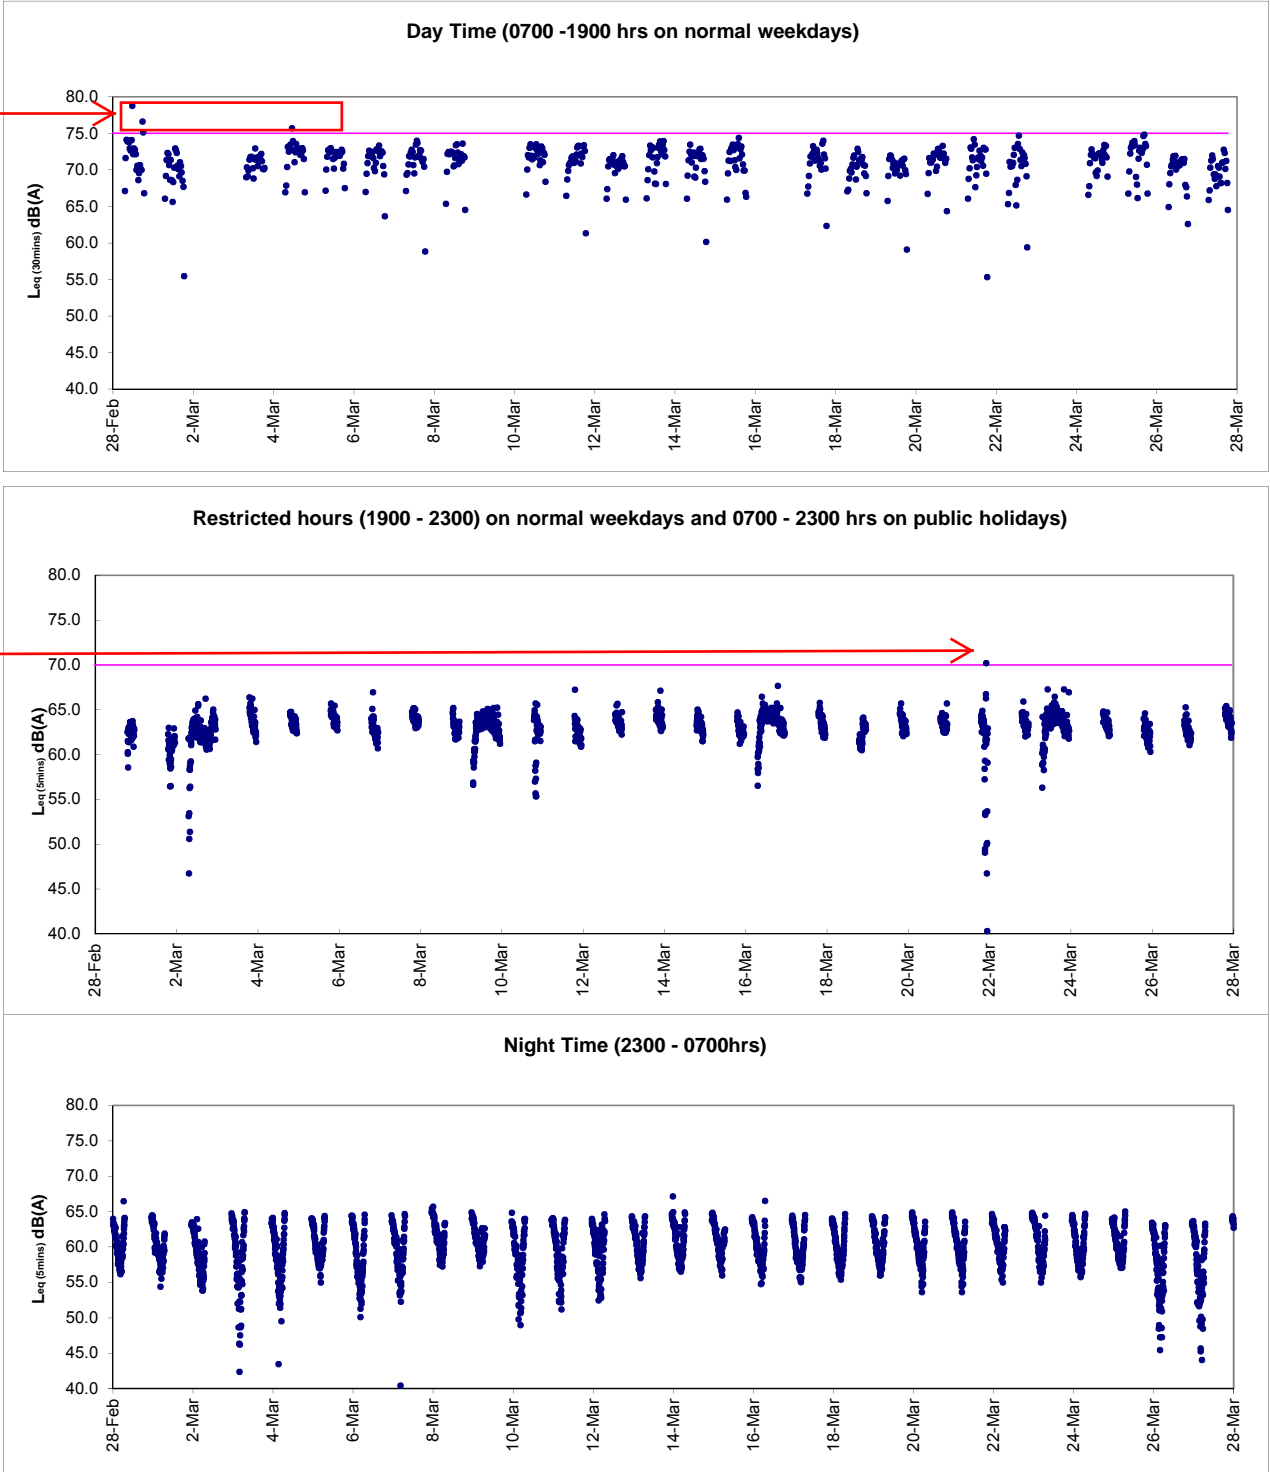 Day Time (0700 -1900 hrs on normal weekdays)
80.0
75.0
70.0
65.0
60.0
55.0
50.0
45.0
40.0
Leq (30mins) dB(A)
28-Feb
2-Mar
4-Mar
6-Mar
8-Mar
10-Mar
12-Mar
14-Mar
16-Mar
18-Mar
20-Mar
22-Mar
24-Mar
26-Mar
28-Mar
Restricted hours (1900 - 2300) on normal weekdays and 0700 - 2300 hrs on public holidays)
80.0
75.0
70.0
65.0
60.0
55.0
50.0
45.0
40.0
Leq (5mins) dB(A)
28-Feb
2-Mar
4-Mar
6-Mar
8-Mar
10-Mar
12-Mar
14-Mar
16-Mar
18-Mar
20-Mar
22-Mar
24-Mar
26-Mar
28-Mar
Night Time (2300 - 0700hrs)
80.0
75.0
70.0
65.0
60.0
55.0
50.0
45.0
40.0
Leq (5mins) dB(A)
28-Feb
2-Mar
4-Mar
6-Mar
8-Mar
10-Mar
12-Mar
14-Mar
16-Mar
18-Mar
20-Mar
22-Mar
24-Mar
26-Mar
28-Mar